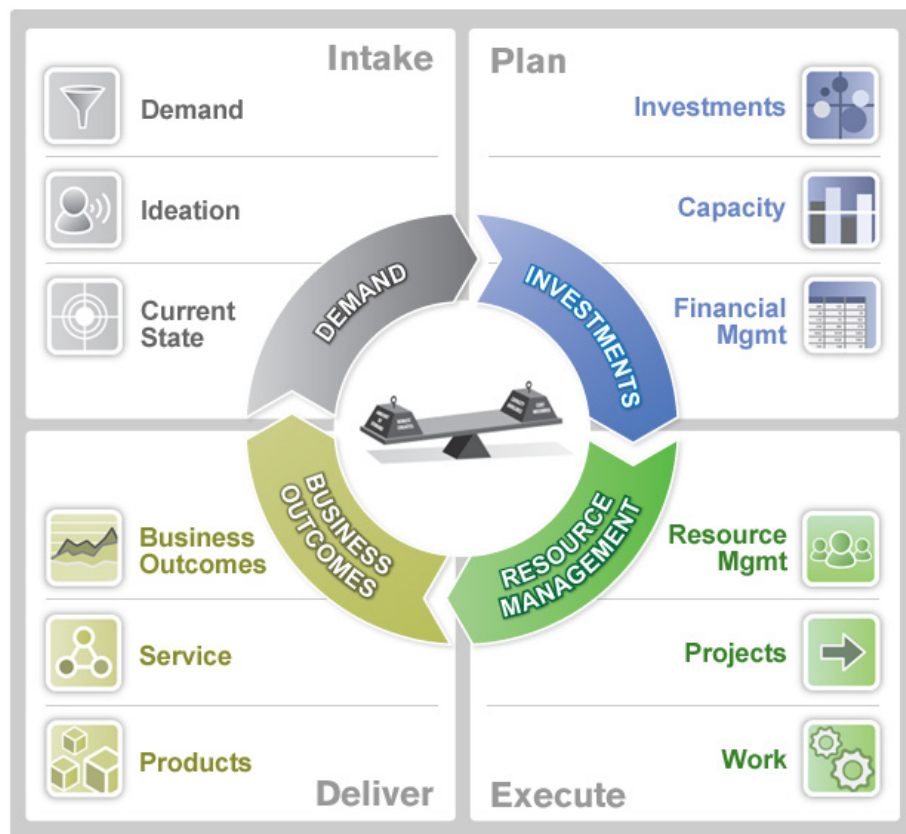 Intake
Demand
Ideation
Current
State
Plan
Investments
Capacity
Financial
Mgmt
DEMAND
INVESTMENTS
RESOURCE
MANAGEMENT
BUSINESS
OUTCOMES
Business
Outcomes
Service
Products
Deliver
Resource
Mgmt
Projects
Work
Execute